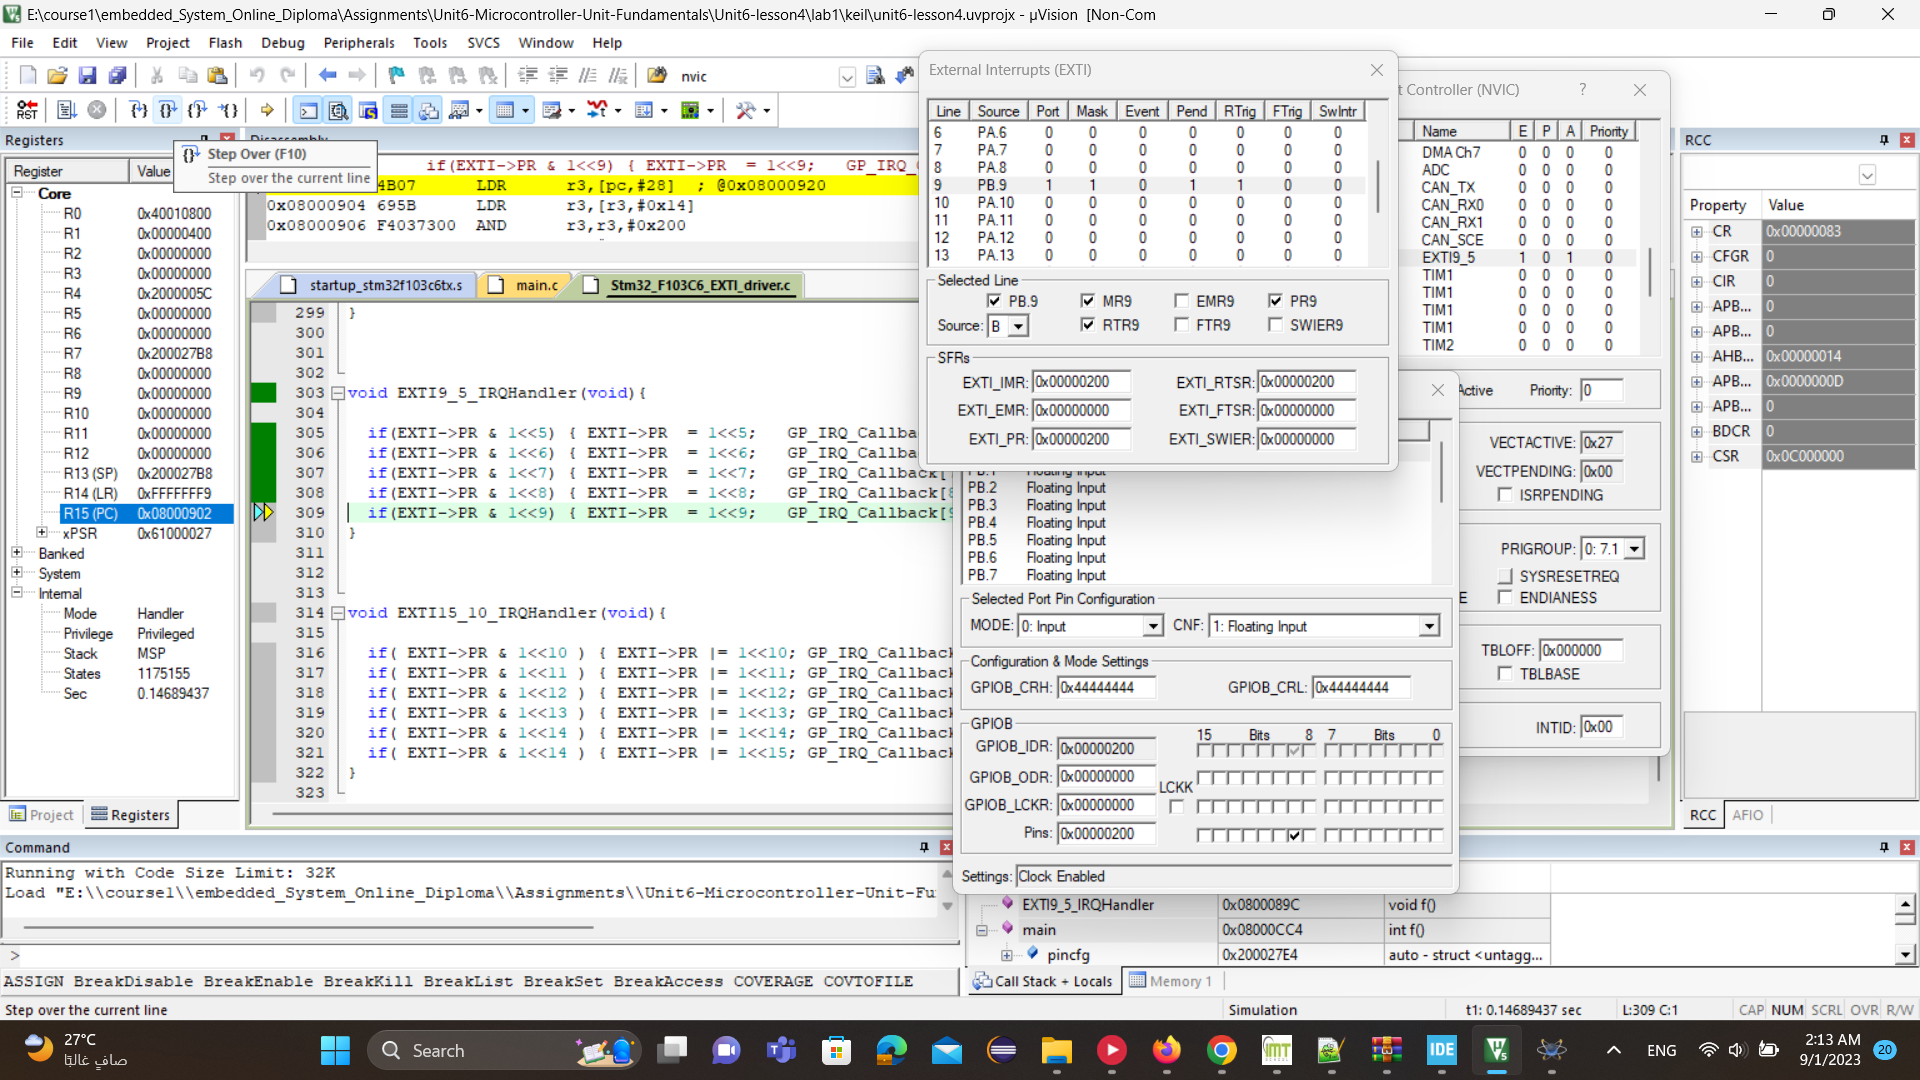 E:\course1\embedded_System_Online_Diploma\Assignments\Unit6-Microcontroller-Unit-Fundamentals\Unit6-lesson4\lab1\keil\unit6-lesson4.uvprojx - µVision [Non-Com
File Edit View Project Flash Debug Peripherals Tools SVCS Window Help
nvic
RST
Registers
Register Value
Core
R0 0x40010800
R1 0x00000400
R2 0x00000000
R3 0x00000000
R4 0x2000005C
R5 0x00000000
R6 0x00000000
R7 0x200027B8
R8 0x00000000
R9 0x00000000
R10 0x00000000
R11 0x00000000
R12 0x00000000
R13 (SP) 0x200027B8
R14 (LR) 0xFFFFFFF9
R15 (PC) 0x08000902
xPSR 0x61000027
Banked
System
Internal
Mode Handler
Privilege Privileged
Stack MSP
States 1175155
Sec 0.14689437
Project Registers
Step Over (F10)
Step over the current line
Disassembly
if(EXTI->PR & 1<<9) { EXTI->PR = 1<<9; GP_IRQ_
4B07 LDR r3,[pc,#28] ; @0x08000920
0x08000904 695B LDR r3,[r3,#0x14]
0x08000906 F4037300 AND r3,r3,#0x200
startup_stm32f103c6tx.s main.c Stm32_F103C6_EXTI_driver.c
299 }
300
301
302
303 void EXTI9_5_IRQHandler(void){
304
305 if(EXTI->PR & 1<<5) { EXTI->PR = 1<<5; GP_IRQ_Callba
306 if(EXTI->PR & 1<<6) { EXTI->PR = 1<<6; GP_IRQ_Callba
307 if(EXTI->PR & 1<<7) { EXTI->PR = 1<<7; GP_IRQ_Callback[
308 if(EXTI->PR & 1<<8) { EXTI->PR = 1<<8; GP_IRQ_Callback[8
309 if(EXTI->PR & 1<<9) { EXTI->PR = 1<<9; GP_IRQ_Callback[9
310 }
311
312
313
314 void EXTI15_10_IRQHandler(void){
315
316 if( EXTI->PR & 1<<10 ) { EXTI->PR |= 1<<10; GP_IRQ_Callback
317 if( EXTI->PR & 1<<11 ) { EXTI->PR |= 1<<11; GP_IRQ_Callback
318 if( EXTI->PR & 1<<12 ) { EXTI->PR |= 1<<12; GP_IRQ_Callback
319 if( EXTI->PR & 1<<13 ) { EXTI->PR |= 1<<13; GP_IRQ_Callback
320 if( EXTI->PR & 1<<14 ) { EXTI->PR |= 1<<14; GP_IRQ_Callback
321 if( EXTI->PR & 1<<14 ) { EXTI->PR |= 1<<15; GP_IRQ_Callback
322 }
323
External Interrupts (EXTI)
Line Source Port Mask Event Pend RTrig FTrig SwIntr
6 PA.6 0 0 0 0 0 0 0
7 PA.7 0 0 0 0 0 0 0
8 PA.8 0 0 0 0 0 0 0
9 PB.9 1 1 0 1 1 0 0
10 PA.10 0 0 0 0 0 0 0
11 PA.11 0 0 0 0 0 0 0
12 PA.12 0 0 0 0 0 0 0
13 PA.13 0 0 0 0 0 0 0
Selected Line
PB.9 MR9 EMR9 PR9
Source: B RTR9 FTR9 SWIER9
SFRs
EXTI_IMR: 0x00000200 EXTI_RTSR: 0x00000200
EXTI_EMR: 0x00000000 EXTI_FTSR: 0x00000000
EXTI_PR: 0x00000200 EXTI_SWIER: 0x00000000
t Controller (NVIC) ?
Name E P A Priority
DMA Ch7 0 0 0 0
ADC 0 0 0 0
CAN_TX 0 0 0 0
CAN_RX0 0 0 0 0
CAN_RX1 0 0 0 0
CAN_SCE 0 0 0 0
EXTI9_5 1 0 1 0
TIM1 0 0 0 0
TIM1 0 0 0 0
TIM1 0 0 0 0
TIM1 0 0 0 0
TIM2 0 0 0 0
Active Priority: 0
VECTACTIVE: 0x27
VECTPENDING: 0x00
ISRPENDING
PRIGROUP: 0: 7.1
SYSRESETREQ
E ENDIANESS
TBLOFF: 0x000000
TBLBASE
INTID: 0x00
PB.1 Floating Input
PB.2 Floating Input
PB.3 Floating Input
PB.4 Floating Input
PB.5 Floating Input
PB.6 Floating Input
PB.7 Floating Input
Selected Port Pin Configuration
MODE: 0: Input CNF: 1: Floating Input
Configuration & Mode Settings
GPIOB_CRH: 0x44444444 GPIOB_CRL: 0x44444444
GPIOB
15 Bits 8 7 Bits 0
GPIOB_IDR: 0x00000200
GPIOB_ODR: 0x00000000
LCKK
GPIOB_LCKR: 0x00000000
Pins: 0x00000200
Settings: Clock Enabled
RCC
Property Value
CR 0x00000083
CFGR 0
CIR 0
APB... 0
APB... 0
AHB... 0x00000014
APB... 0x0000000D
APB... 0
BDCR 0
CSR 0x0C000000
RCC AFIO
Command
Running with Code Size Limit: 32K
Load "E:\\course1\\embedded_System_Online_Diploma\\Assignments\\Unit6-Microcontroller-Unit-Fu
>
ASSIGN BreakDisable BreakEnable BreakKill BreakList BreakSet BreakAccess COVERAGE COVTOFILE
EXTI9_5_IRQHandler 0x0800089C void f()
main 0x08000CC4 int f()
pincfg 0x200027E4 auto - struct <untagg...
Call Stack + Locals Memory 1
Step over the current line Simulation t1: 0.14689437 sec L:309 C:1 CAP NUM SCRL OVR R/W
27°C
صافٍ غالبًا
Search
IMT
IDE
ENG
2:13 AM
9/1/2023
20